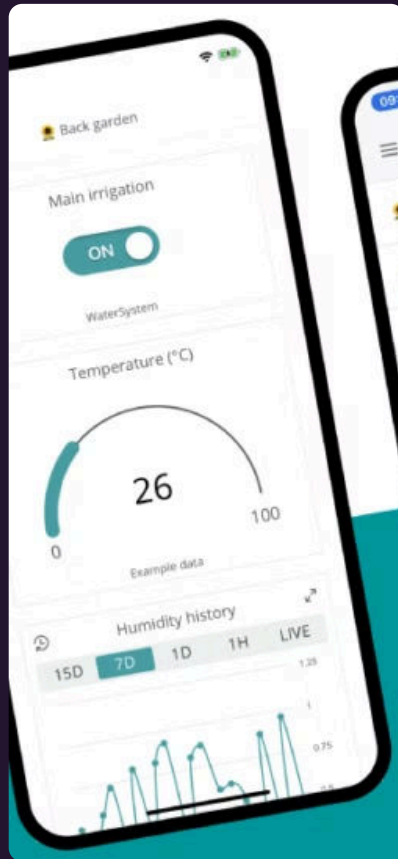 Back garden
Main irrigation
ON
WaterSystem
Temperature (°C)
26
0
100
Example data
Humidity history
15D 7D 1D 1H LIVE
1.25
1
0.75